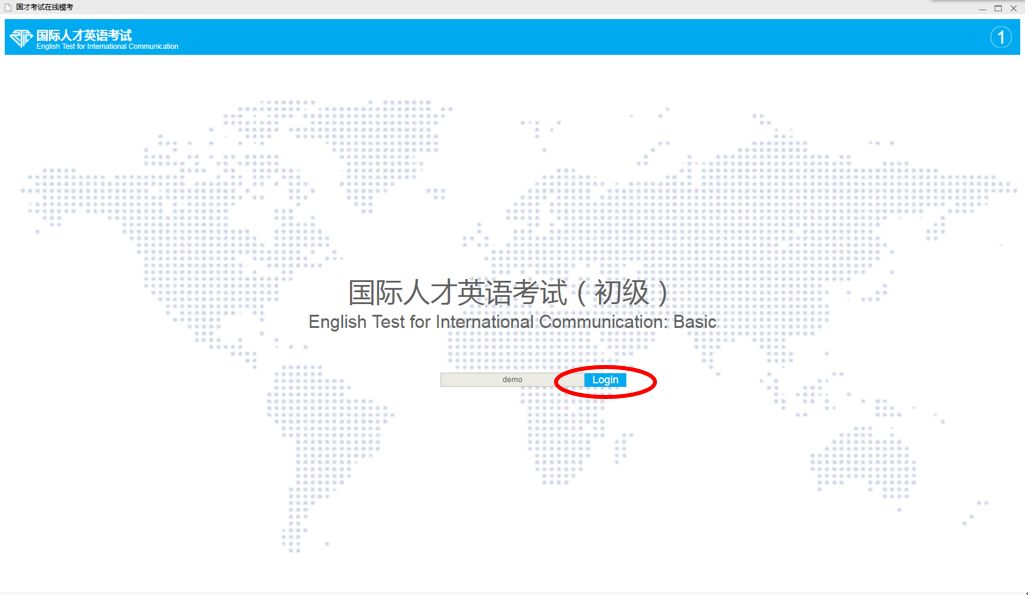 国才考试在线模考
国际人才英语考试
English Test for International Communication
1
国际人才英语考试（初级）
English Test for International Communication: Basic
demo
Login